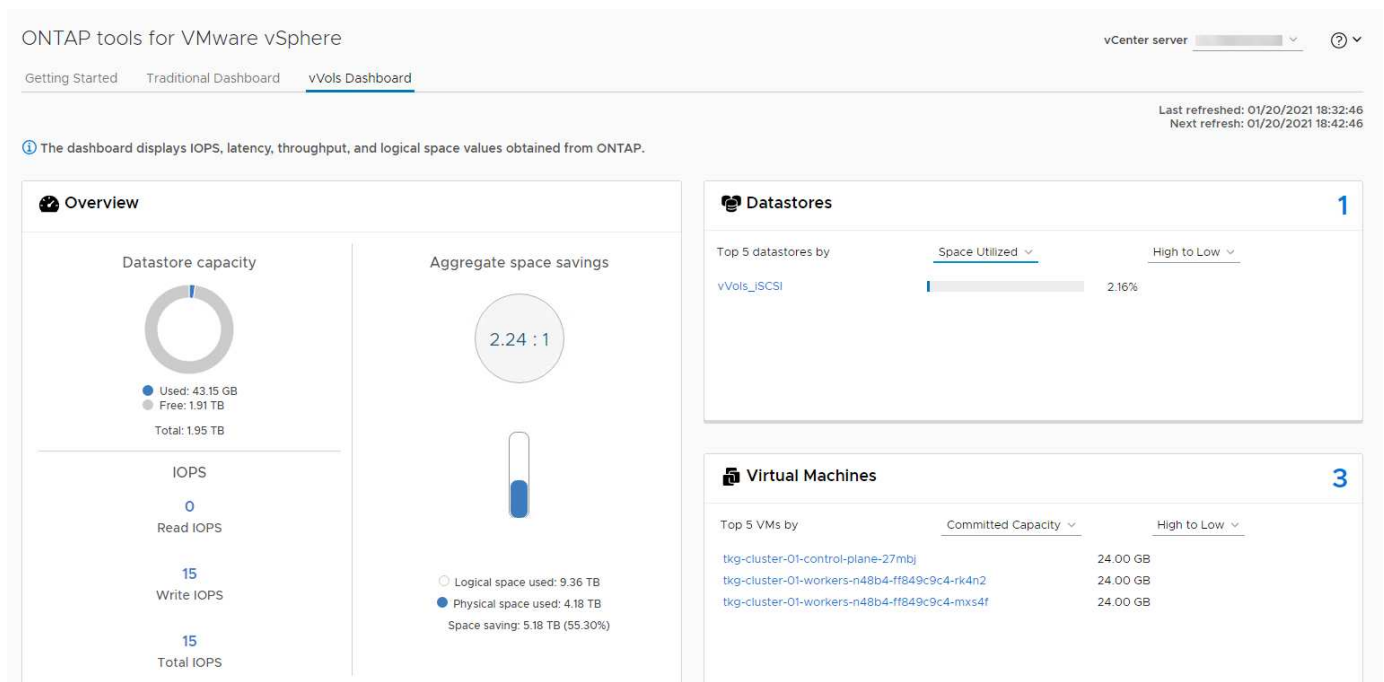 ONTAP tools for VMware vSphere
vCenter server
Getting Started Traditional Dashboard vVols Dashboard
Last refreshed: 01/20/2021 18:32:46
Next refresh: 01/20/2021 18:42:46
The dashboard displays IOPS, latency, throughput, and logical space values obtained from ONTAP.
Overview
Datastore capacity
Used: 43.15 GB
Free: 1.91 TB
Total: 1.95 TB
IOPS
0
Read IOPS
15
Write IOPS
15
Total IOPS
Aggregate space savings
2.24 : 1
Logical space used: 9.36 TB
Physical space used: 4.18 TB
Space saving: 5.18 TB (55.30%)
Datastores 1
Top 5 datastores by Space Utilized High to Low
vVols_iSCSI 2.16%
Virtual Machines 3
Top 5 VMs by Committed Capacity High to Low
tkg-cluster-01-control-plane-27mbj 24.00 GB
tkg-cluster-01-workers-n48b4-ff849c9c4-rk4n2 24.00 GB
tkg-cluster-01-workers-n48b4-ff849c9c4-mxs4f 24.00 GB